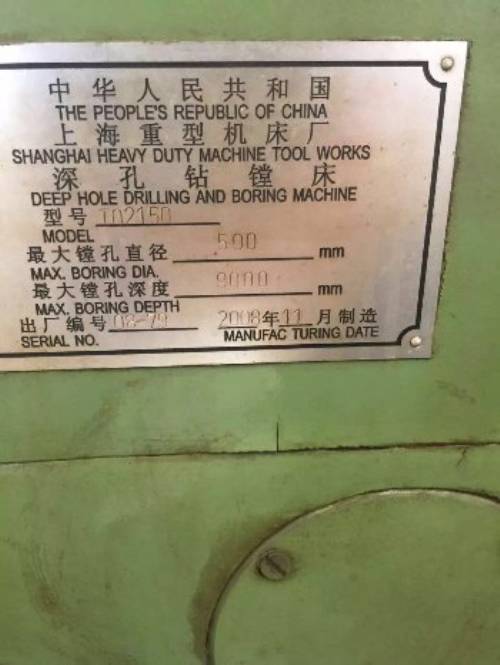 中华人民共和国
THE PEOPLE'S REPUBLIC OF CHINA
上海重型机床厂
SHANGHAI HEAVY DUTY MACHINE TOOL WORKS
深孔钻镗床
DEEP HOLE DRILLING AND BORING MACHINE
型号 TQ2150
MODEL
最大镗孔直径 500 mm
MAX. BORING DIA.
最大镗孔深度 9000 mm
MAX. BORING DEPTH
出厂编号 08-79 2008年11月制造
SERIAL NO. MANUFAC TURING DATE